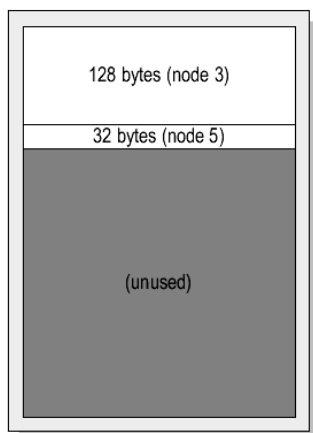 128 bytes (node 3)
32 bytes (node 5)
(unused)